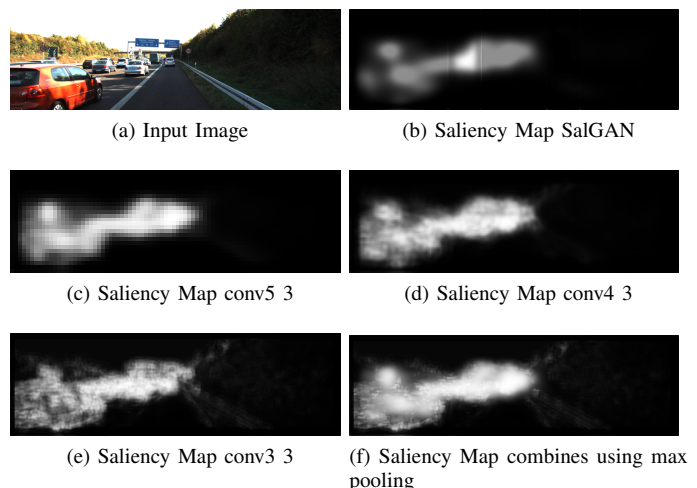 (a) Input Image
(b) Saliency Map SalGAN
(c) Saliency Map conv5 3
(d) Saliency Map conv4 3
(e) Saliency Map conv3 3
(f) Saliency Map combines using max
pooling